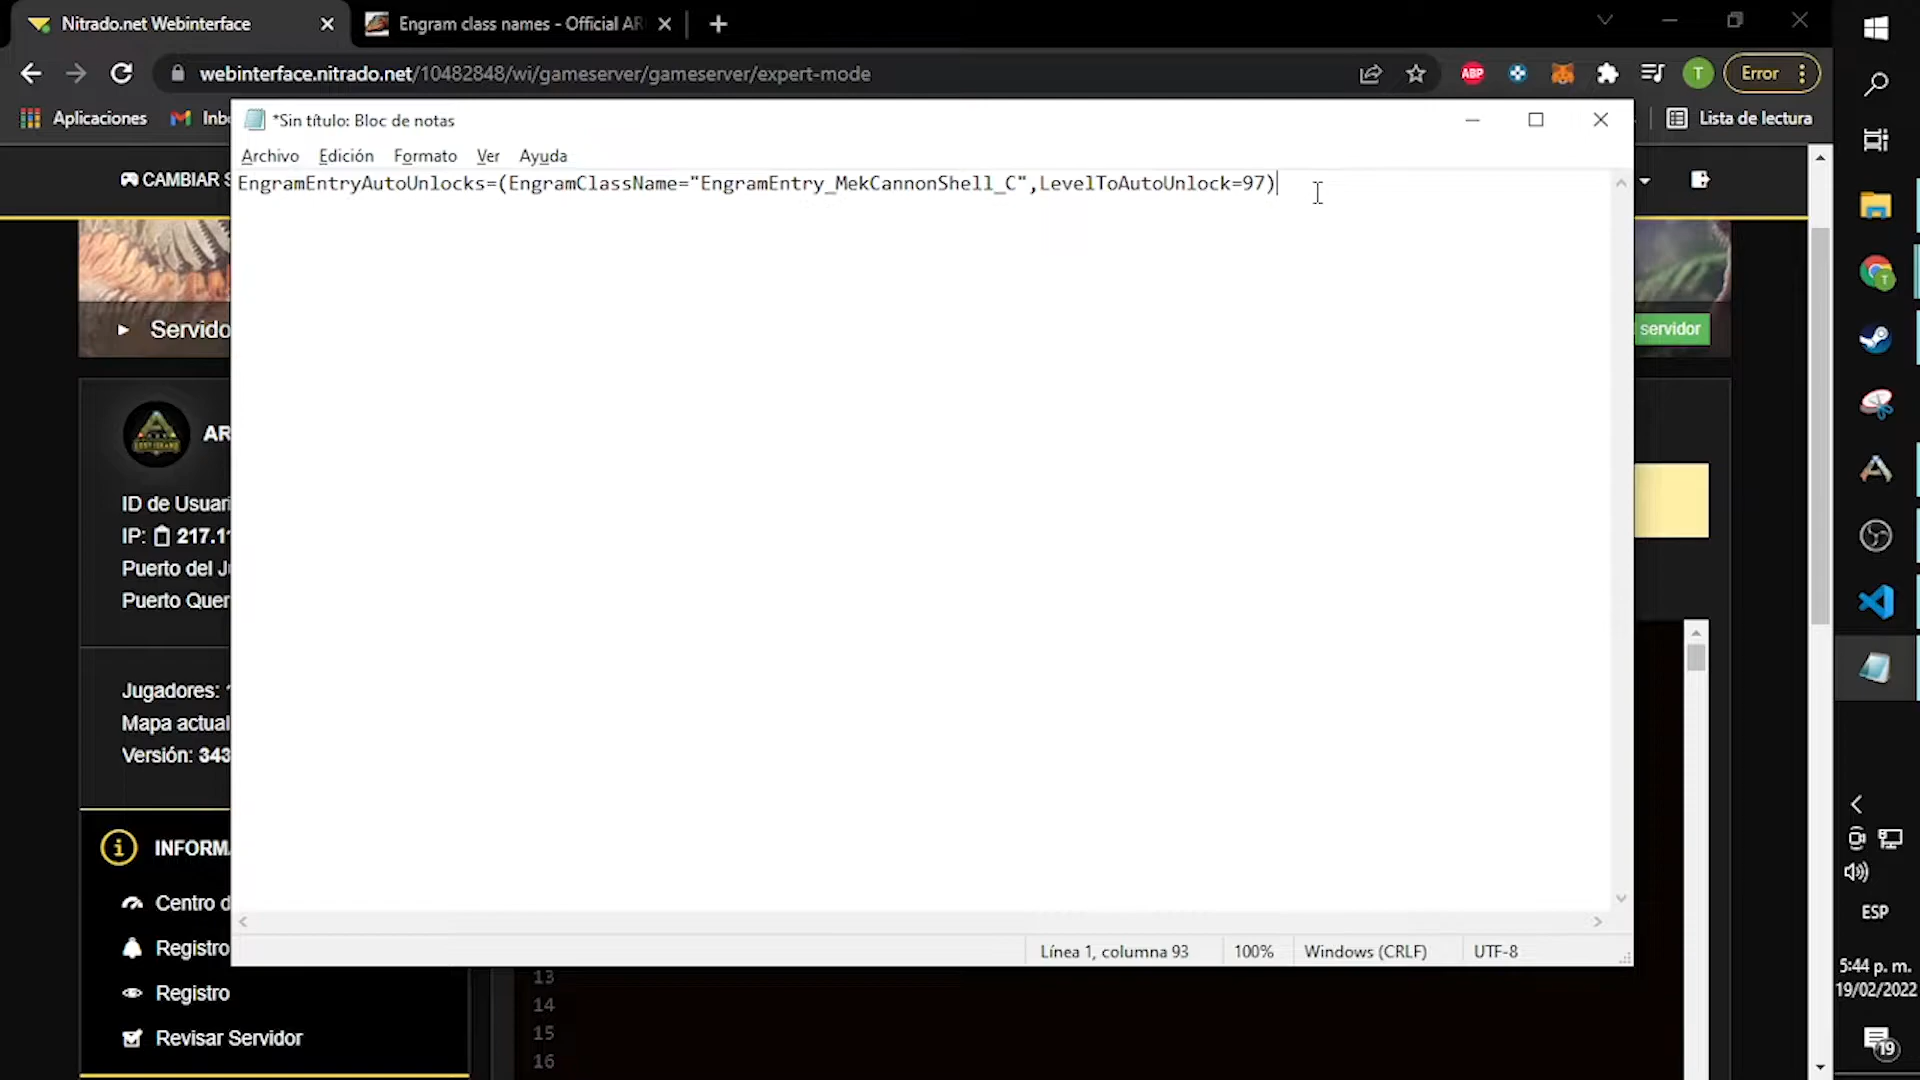 Nitrado.net Webinterface
Engram class names - Official AR
webinterface.nitrado.net/10482848/wi/gameserver/gameserver/expert-mode
ABP
T
Error
Aplicaciones
Lista de lectura
*Sin título: Bloc de notas
Archivo Edición Formato Ver Ayuda
EngramEntryAutoUnlocks=(EngramClassName="EngramEntry_MekCannonShell_C",LevelToAutoUnlock=97)
CAMBIAR S
Servido
servidor
AR
ID de Usuari
IP: 217.1
Puerto del J
Puerto Quer
Jugadores:
Mapa actual
Versión: 343
INFORM
Centro d
Registro
Registro
Revisar Servidor
Línea 1, columna 93
100%
Windows (CRLF)
UTF-8
13
14
15
16
ESP
5:44 p. m.
19/02/2022
19